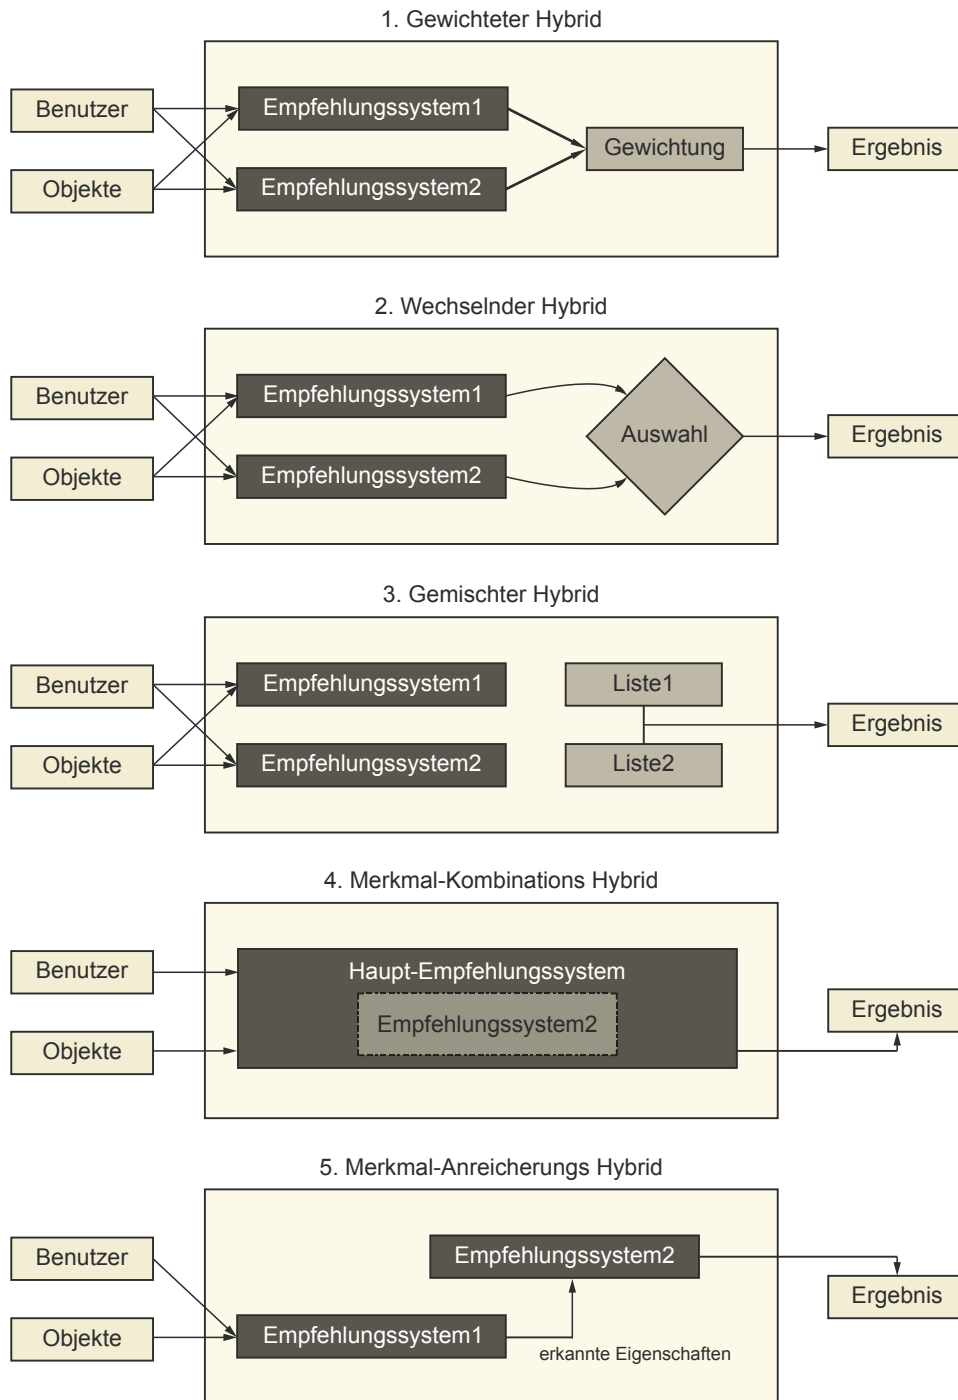 1. Gewichteter Hybrid
Benutzer
Empfehlungssystem1
Gewichtung
Ergebnis
Objekte
Empfehlungssystem2
2. Wechselnder Hybrid
Benutzer
Empfehlungssystem1
Auswahl
Ergebnis
Objekte
Empfehlungssystem2
3. Gemischter Hybrid
Benutzer
Empfehlungssystem1
Liste1
Ergebnis
Objekte
Empfehlungssystem2
Liste2
4. Merkmal-Kombinations Hybrid
Benutzer
Haupt-Empfehlungssystem
Ergebnis
Empfehlungssystem2
Objekte
5. Merkmal-Anreicherungs Hybrid
Benutzer
Empfehlungssystem2
Ergebnis
Objekte
Empfehlungssystem1
erkannte Eigenschaften